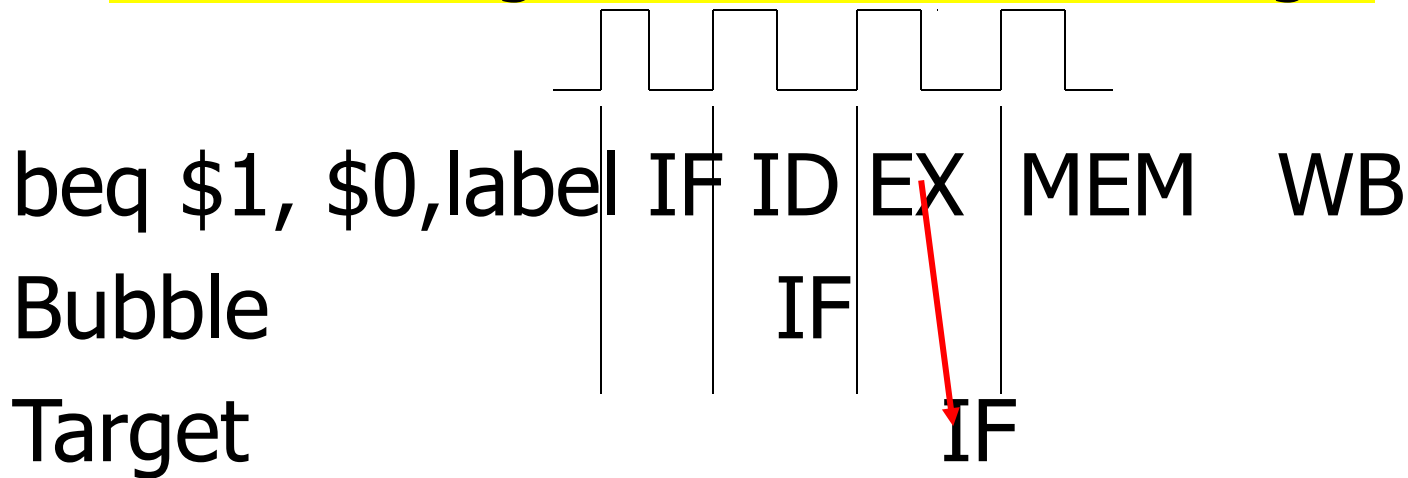 beq $1, $0,label IF ID EX MEM WB
Bubble IF
Target IF